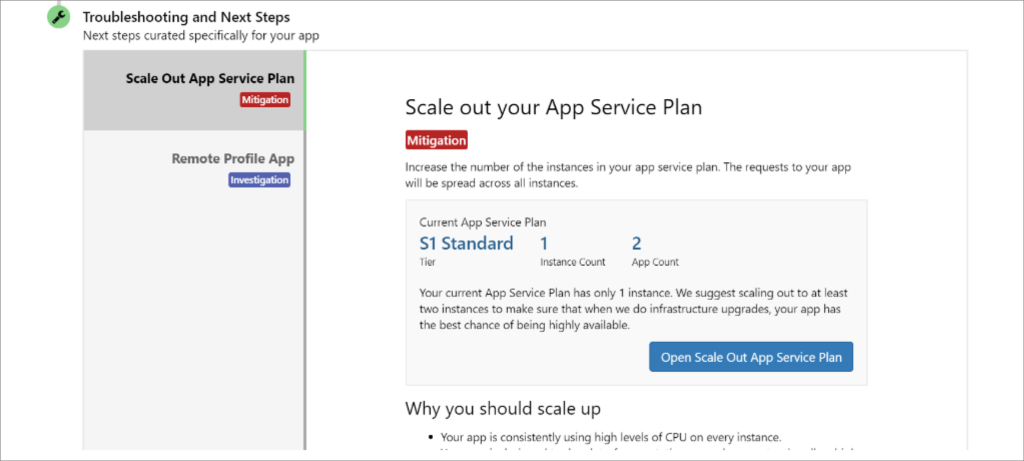 Troubleshooting and Next Steps
Next steps curated specifically for your app
Scale Out App Service Plan
Mitigation
Remote Profile App
Investigation
Scale out your App Service Plan
Mitigation
Increase the number of the instances in your app service plan. The requests to your app
will be spread across all instances.
Current App Service Plan
S1 Standard 1 2
Tier Instance Count App Count
Your current App Service Plan has only 1 instance. We suggest scaling out to at least
two instances to make sure that when we do infrastructure upgrades, your app has
the best chance of being highly available.
Open Scale Out App Service Plan
Why you should scale up
• Your app is consistently using high levels of CPU on every instance.